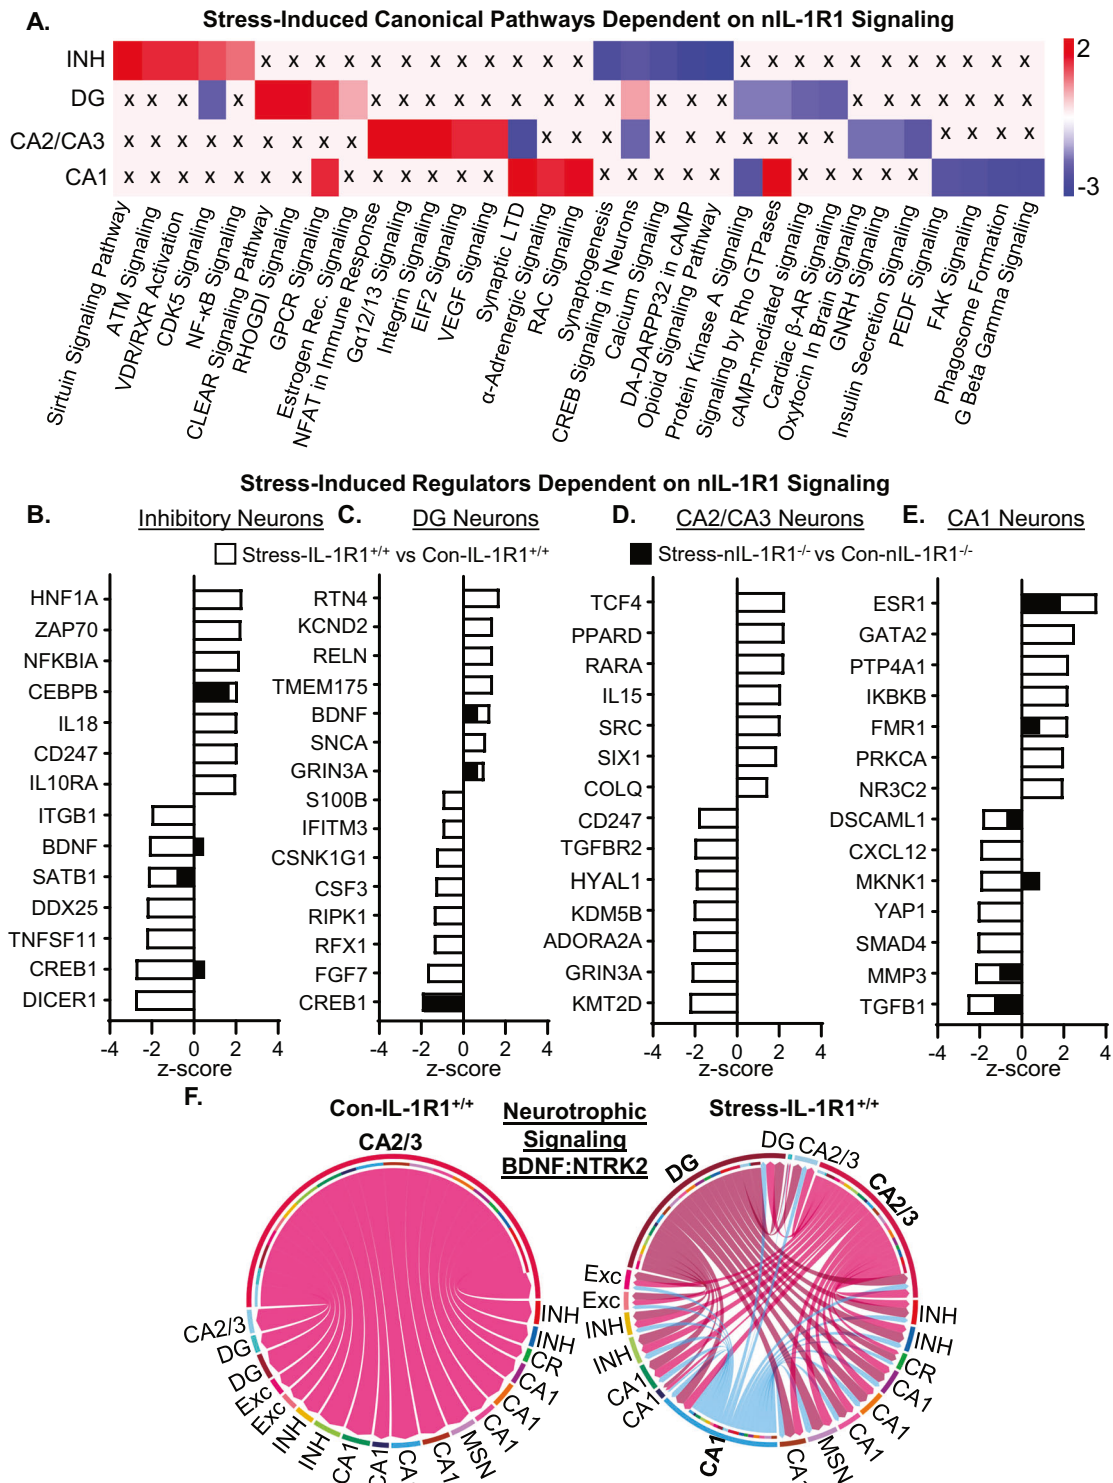 A.
Stress-Induced Canonical Pathways Dependent on nIL-1R1 Signaling
INH x x x x x x x x x x x x x x x x x x x x x x x
DG x x x x x x x x x x x x x x x x x x x x x x
CA2/CA3 x x x x x x x x x x x x x x x x x x x x x x
CA1 x x x x x x x x x x x x x x x x x x x x x x
2
-3
Sirtuin Signaling Pathway
ATM Signaling
VDR/RXR Activation
CDK5 Signaling
NF-κB Signaling
CLEAR Signaling Pathway
RHOGDI Signaling
GPCR Signaling
Estrogen Rec. Signaling
NFAT in Immune Response
Gα12/13 Signaling
Integrin Signaling
EIF2 Signaling
VEGF Signaling
Synaptic LTD
α-Adrenergic Signaling
RAC Signaling
Synaptogenesis
CREB Signaling in Neurons
Calcium Signaling
DA-DARPP32 in cAMP
Opioid Signaling Pathway
Protein Kinase A Signaling
Signaling by Rho GTPases
cAMP-mediated signaling
Cardiac β-AR Signaling
Oxytocin In Brain Signaling
GNRH Signaling
Insulin Secretion Signaling
PEDF Signaling
FAK Signaling
Phagosome Formation
G Beta Gamma Signaling
Stress-Induced Regulators Dependent on nIL-1R1 Signaling
B.
Inhibitory Neurons
C.
DG Neurons
D.
CA2/CA3 Neurons
E.
CA1 Neurons
Stress-IL-1R1+/+ vs Con-IL-1R1+/+
Stress-nIL-1R1-/- vs Con-nIL-1R1-/-
HNF1A
ZAP70
NFKBIA
CEBPB
IL18
CD247
IL10RA
ITGB1
BDNF
SATB1
DDX25
TNFSF11
CREB1
DICER1
-4 -2 0 2 4
z-score
RTN4
KCND2
RELN
TMEM175
BDNF
SNCA
GRIN3A
S100B
IFITM3
CSNK1G1
CSF3
RIPK1
RFX1
FGF7
CREB1
-4 -2 0 2 4
z-score
TCF4
PPARD
RARA
IL15
SRC
SIX1
COLQ
CD247
TGFBR2
HYAL1
KDM5B
ADORA2A
GRIN3A
KMT2D
-4 -2 0 2 4
z-score
ESR1
GATA2
PTP4A1
IKBKB
FMR1
PRKCA
NR3C2
DSCAML1
CXCL12
MKNK1
YAP1
SMAD4
MMP3
TGFB1
-4 -2 0 2 4
z-score
F.
Con-IL-1R1+/+
Neurotrophic
Signaling
BDNF:NTRK2
Stress-IL-1R1+/+
CA2/3
CA2/3
DG
DG
Exc
Exc
INH
INH
CA1
CA1
CA
CA1
MSN
CA1
CA1
CA1
CR
INH
INH
DG
DG
CA2/3
CA2/3
Exc
Exc
INH
INH
CA1
CA1
CA1
CA
MSN
CA1
CA1
CA1
CR
INH
INH